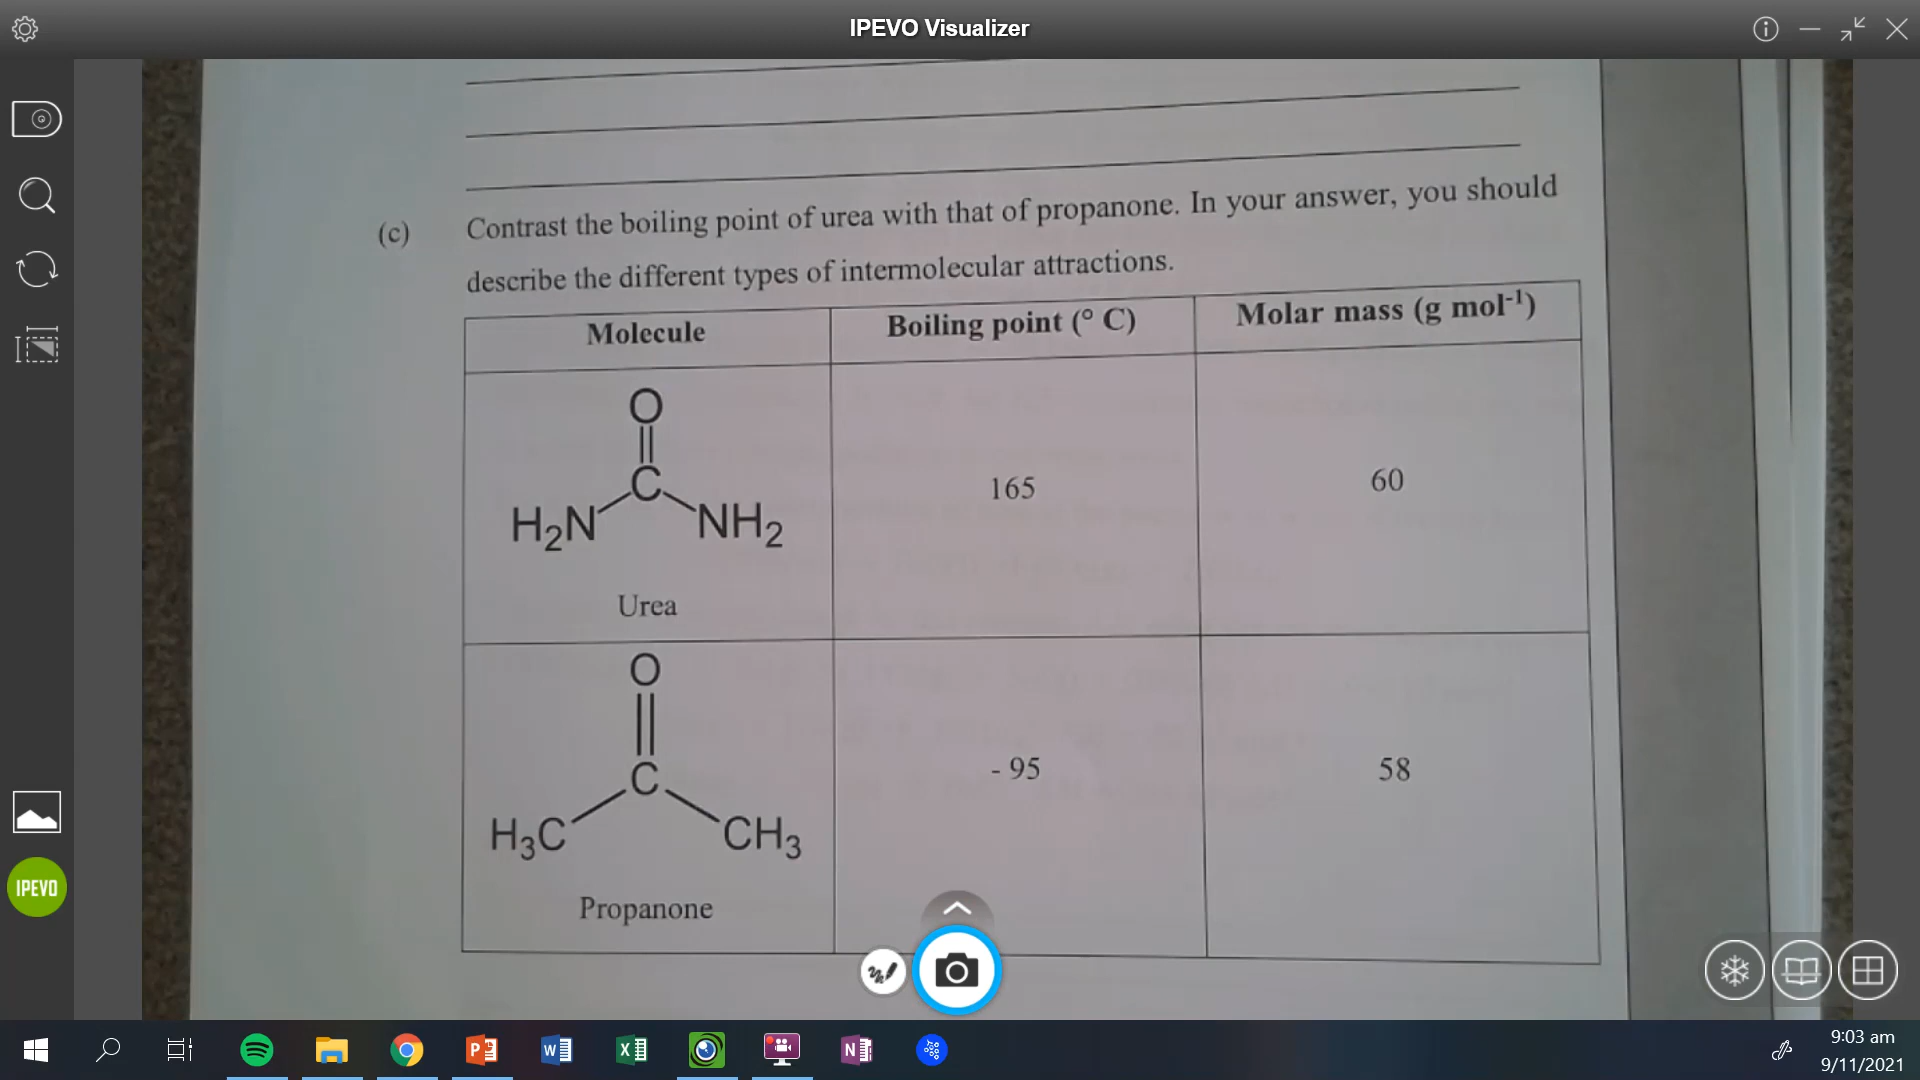 IPEVO Visualizer
(c) Contrast the boiling point of urea with that of propanone. In your answer, you should
describe the different types of intermolecular attractions.
Molecule Boiling point (° C) Molar mass (g mol⁻¹)
O
C
H₂N NH₂
Urea
165
60
O
C
H₃C CH₃
Propanone
- 95
58
IPEVO
9:03 am
9/11/2021